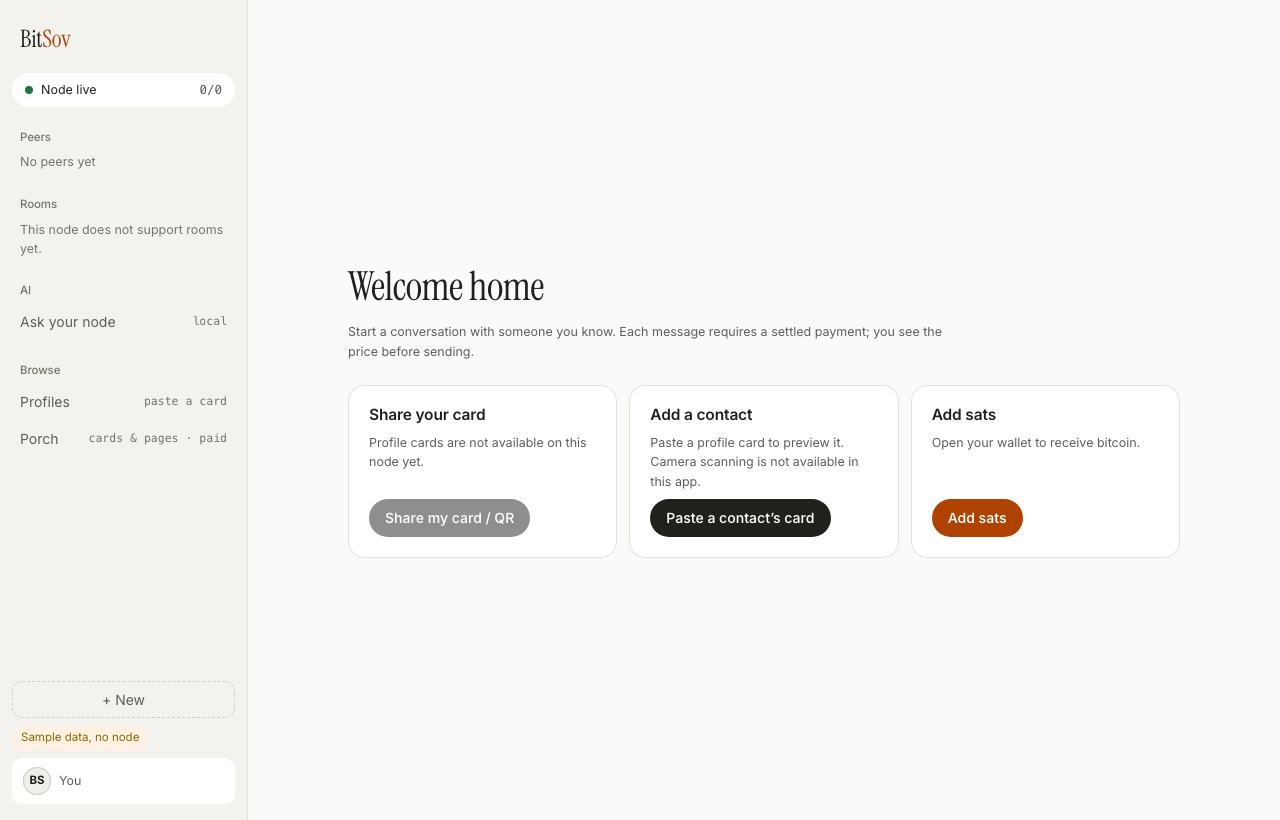 BitSov
Node live 0/0
Peers
No peers yet
Rooms
This node does not support rooms
yet.
AI
Ask your node local
Browse
Profiles paste a card
Porch cards & pages · paid
+ New
Sample data, no node
BS You
Welcome home
Start a conversation with someone you know. Each message requires a settled payment; you see the
price before sending.
Share your card
Profile cards are not available on this
node yet.
Share my card / QR
Add a contact
Paste a profile card to preview it.
Camera scanning is not available in
this app.
Paste a contact’s card
Add sats
Open your wallet to receive bitcoin.
Add sats